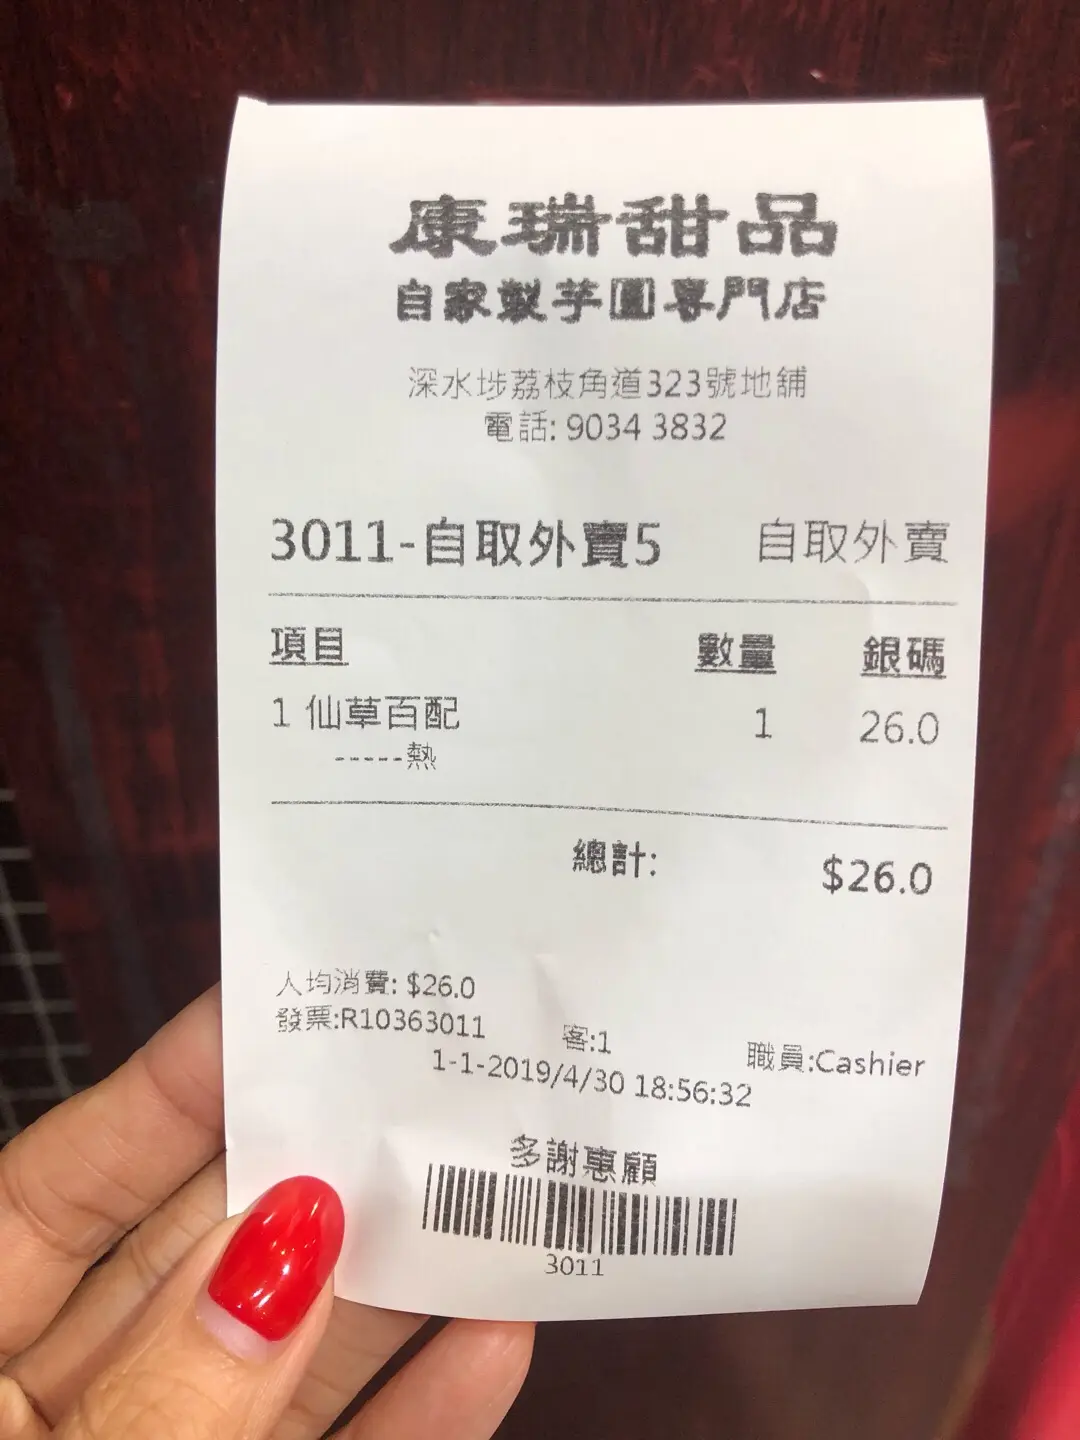 康瑞甜品
自家製芋圓專門店
深水埗荔枝角道323號地舖
電話: 9034 3832
3011-自取外賣5 自取外賣
項目 數量 銀碼
1 仙草百配 1 26.0
-----熱
總計: $26.0
人均消費: $26.0
發票:R10363011 客:1 職員:Cashier
1-1-2019/4/30 18:56:32
多謝惠顧
3011